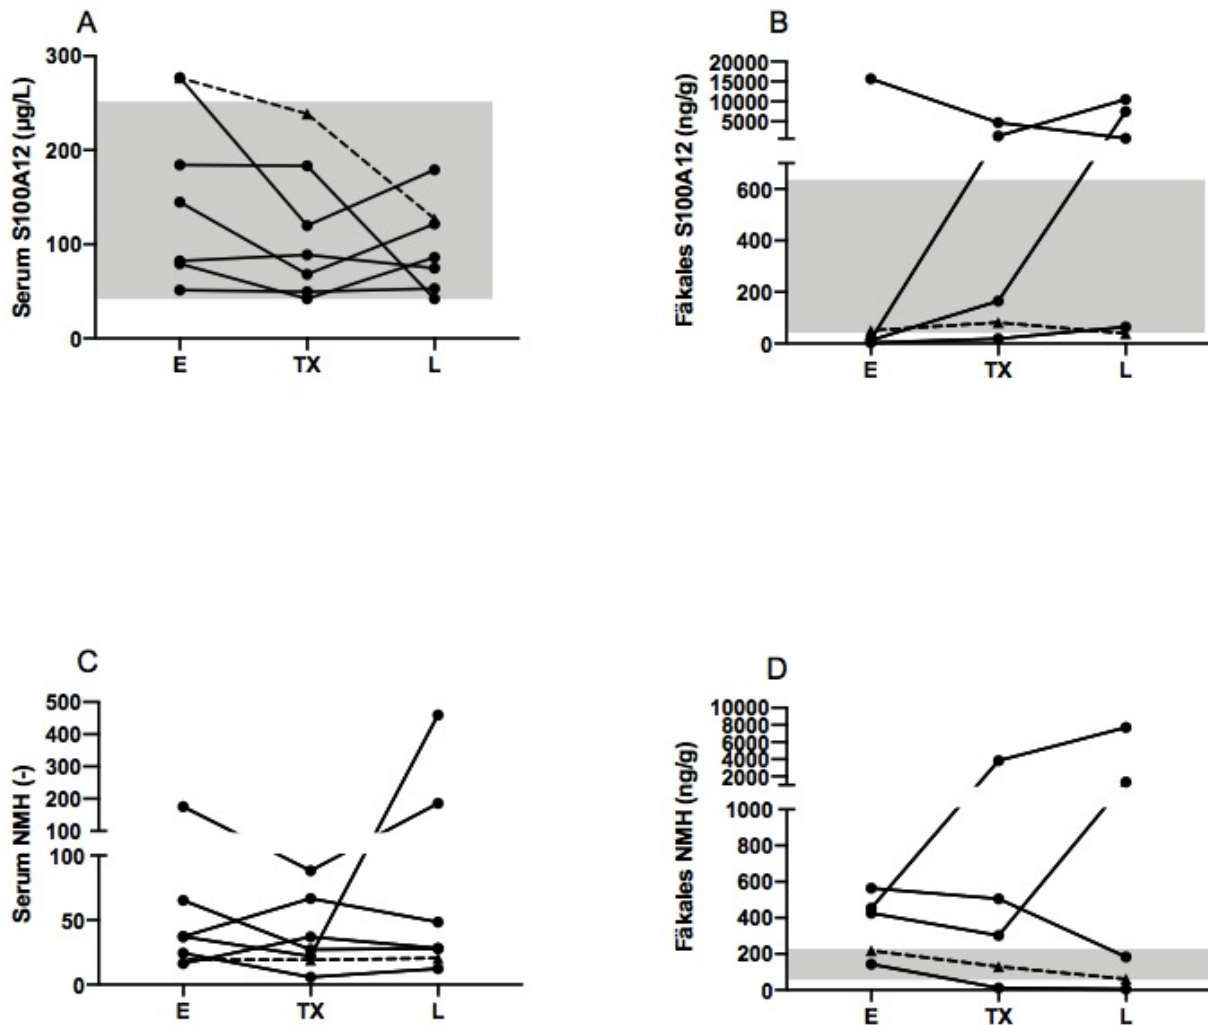 A
Serum S100A12 (µg/L)
300
200
100
0
E TX L
B
Fäkales S100A12 (ng/g)
20000
15000
10000
5000
600
400
200
0
E TX L
C
Serum NMH (-)
500
400
300
200
100
100
50
0
E TX L
D
Fäkales NMH (ng/g)
10000
8000
6000
4000
2000
1000
800
600
400
200
0
E TX L